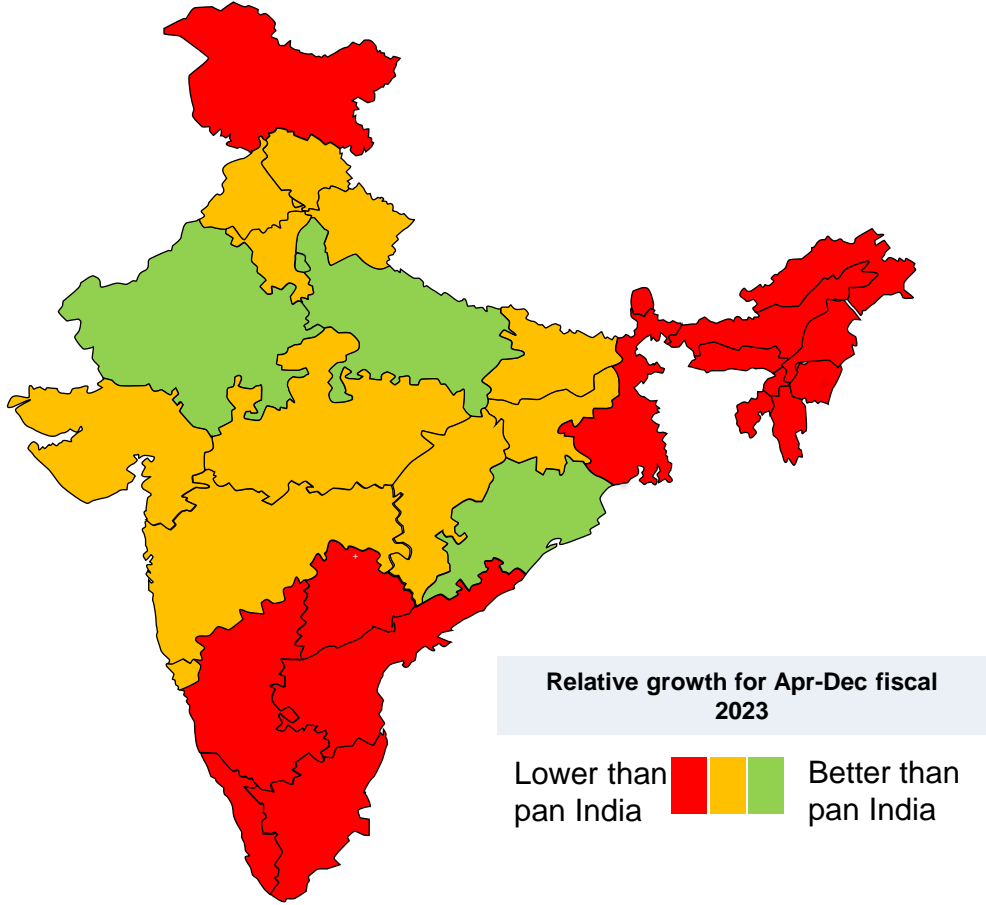 Relative growth for Apr-Dec fiscal
2023
Lower than
pan India
Better than
pan India